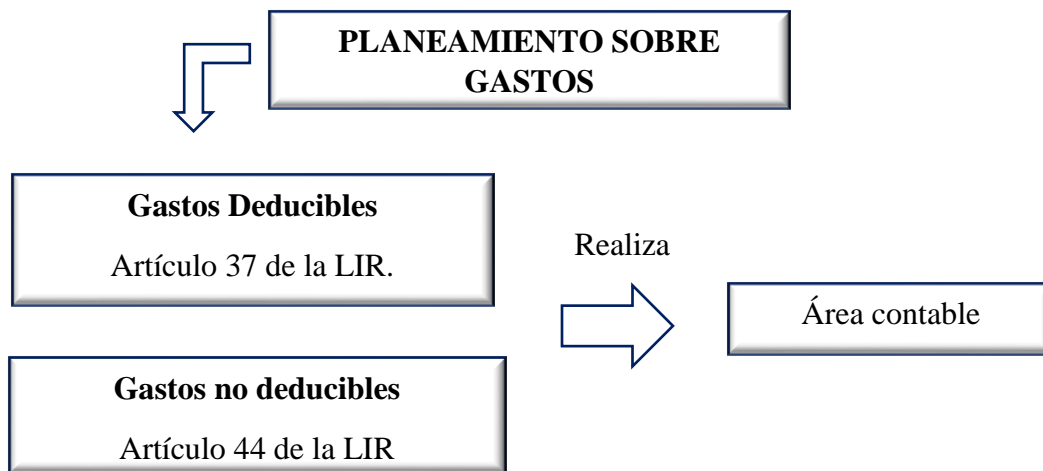 PLANEAMIENTO SOBRE
GASTOS
Gastos Deducibles
Artículo 37 de la LIR.
Realiza
Área contable
Gastos no deducibles
Artículo 44 de la LIR